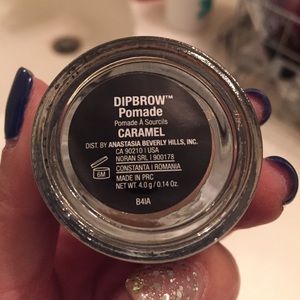 DIPBROW™
Pomade
Pomade À Sourcils
CARAMEL
DIST. BY ANASTASIA BEVERLY HILLS, INC.
CA 90210 | USA
NORAN SRL | 900178
CONSTANTA | ROMANIA
6M
MADE IN PRC
NET WT. 4.0 g / 0.14 Oz.
B4IA